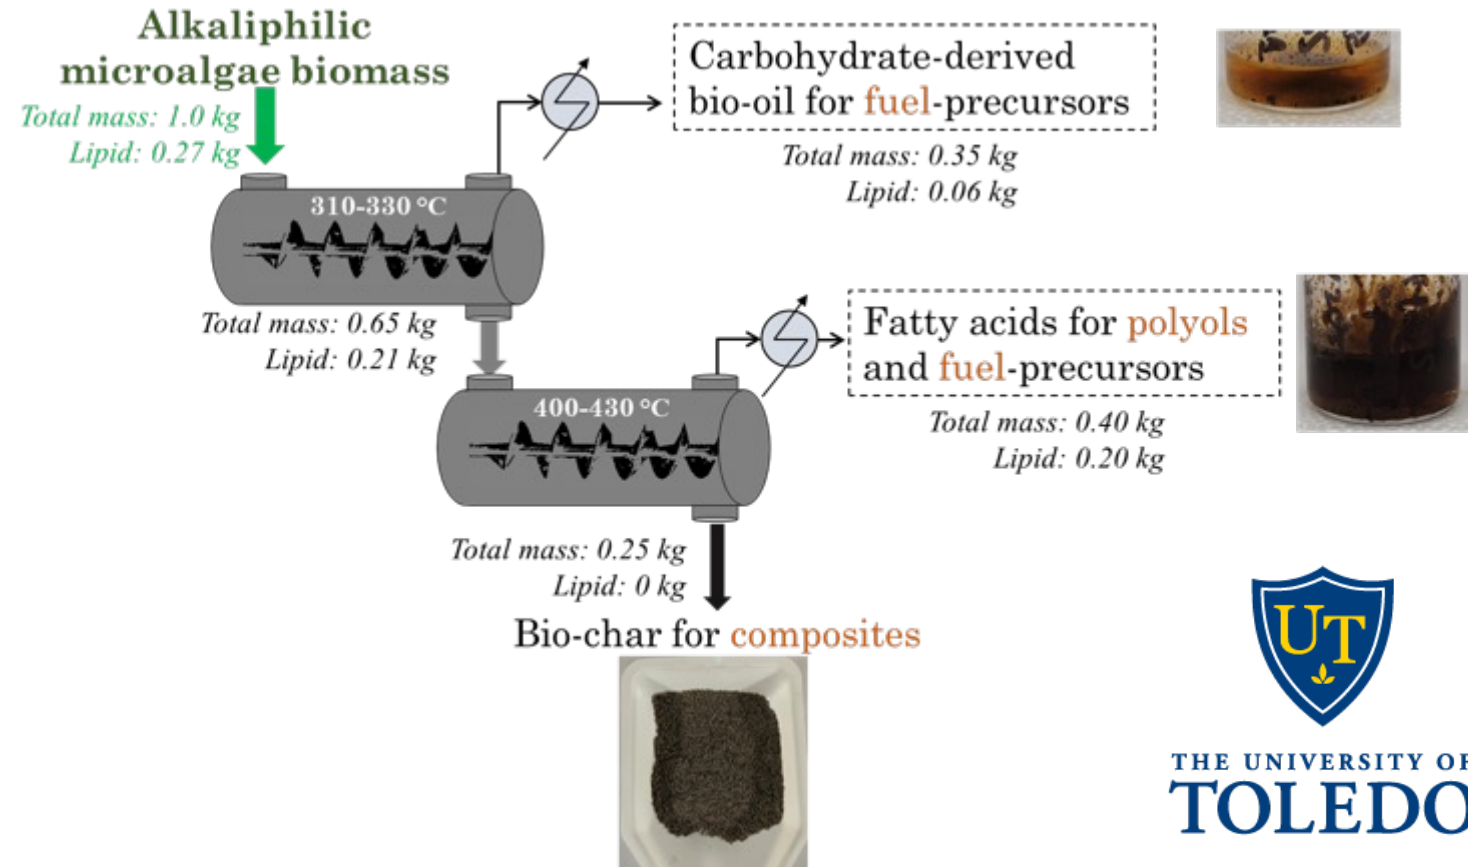 Alkaliphilic
microalgae biomass
Total mass: 1.0 kg
Lipid: 0.27 kg
310-330 °C
Carbohydrate-derived
bio-oil for fuel-precursors
Total mass: 0.35 kg
Lipid: 0.06 kg
Total mass: 0.65 kg
Lipid: 0.21 kg
400-430 °C
Fatty acids for polyols
and fuel-precursors
Total mass: 0.40 kg
Lipid: 0.20 kg
Total mass: 0.25 kg
Lipid: 0 kg
Bio-char for composites
UT
THE UNIVERSITY OF
TOLEDO